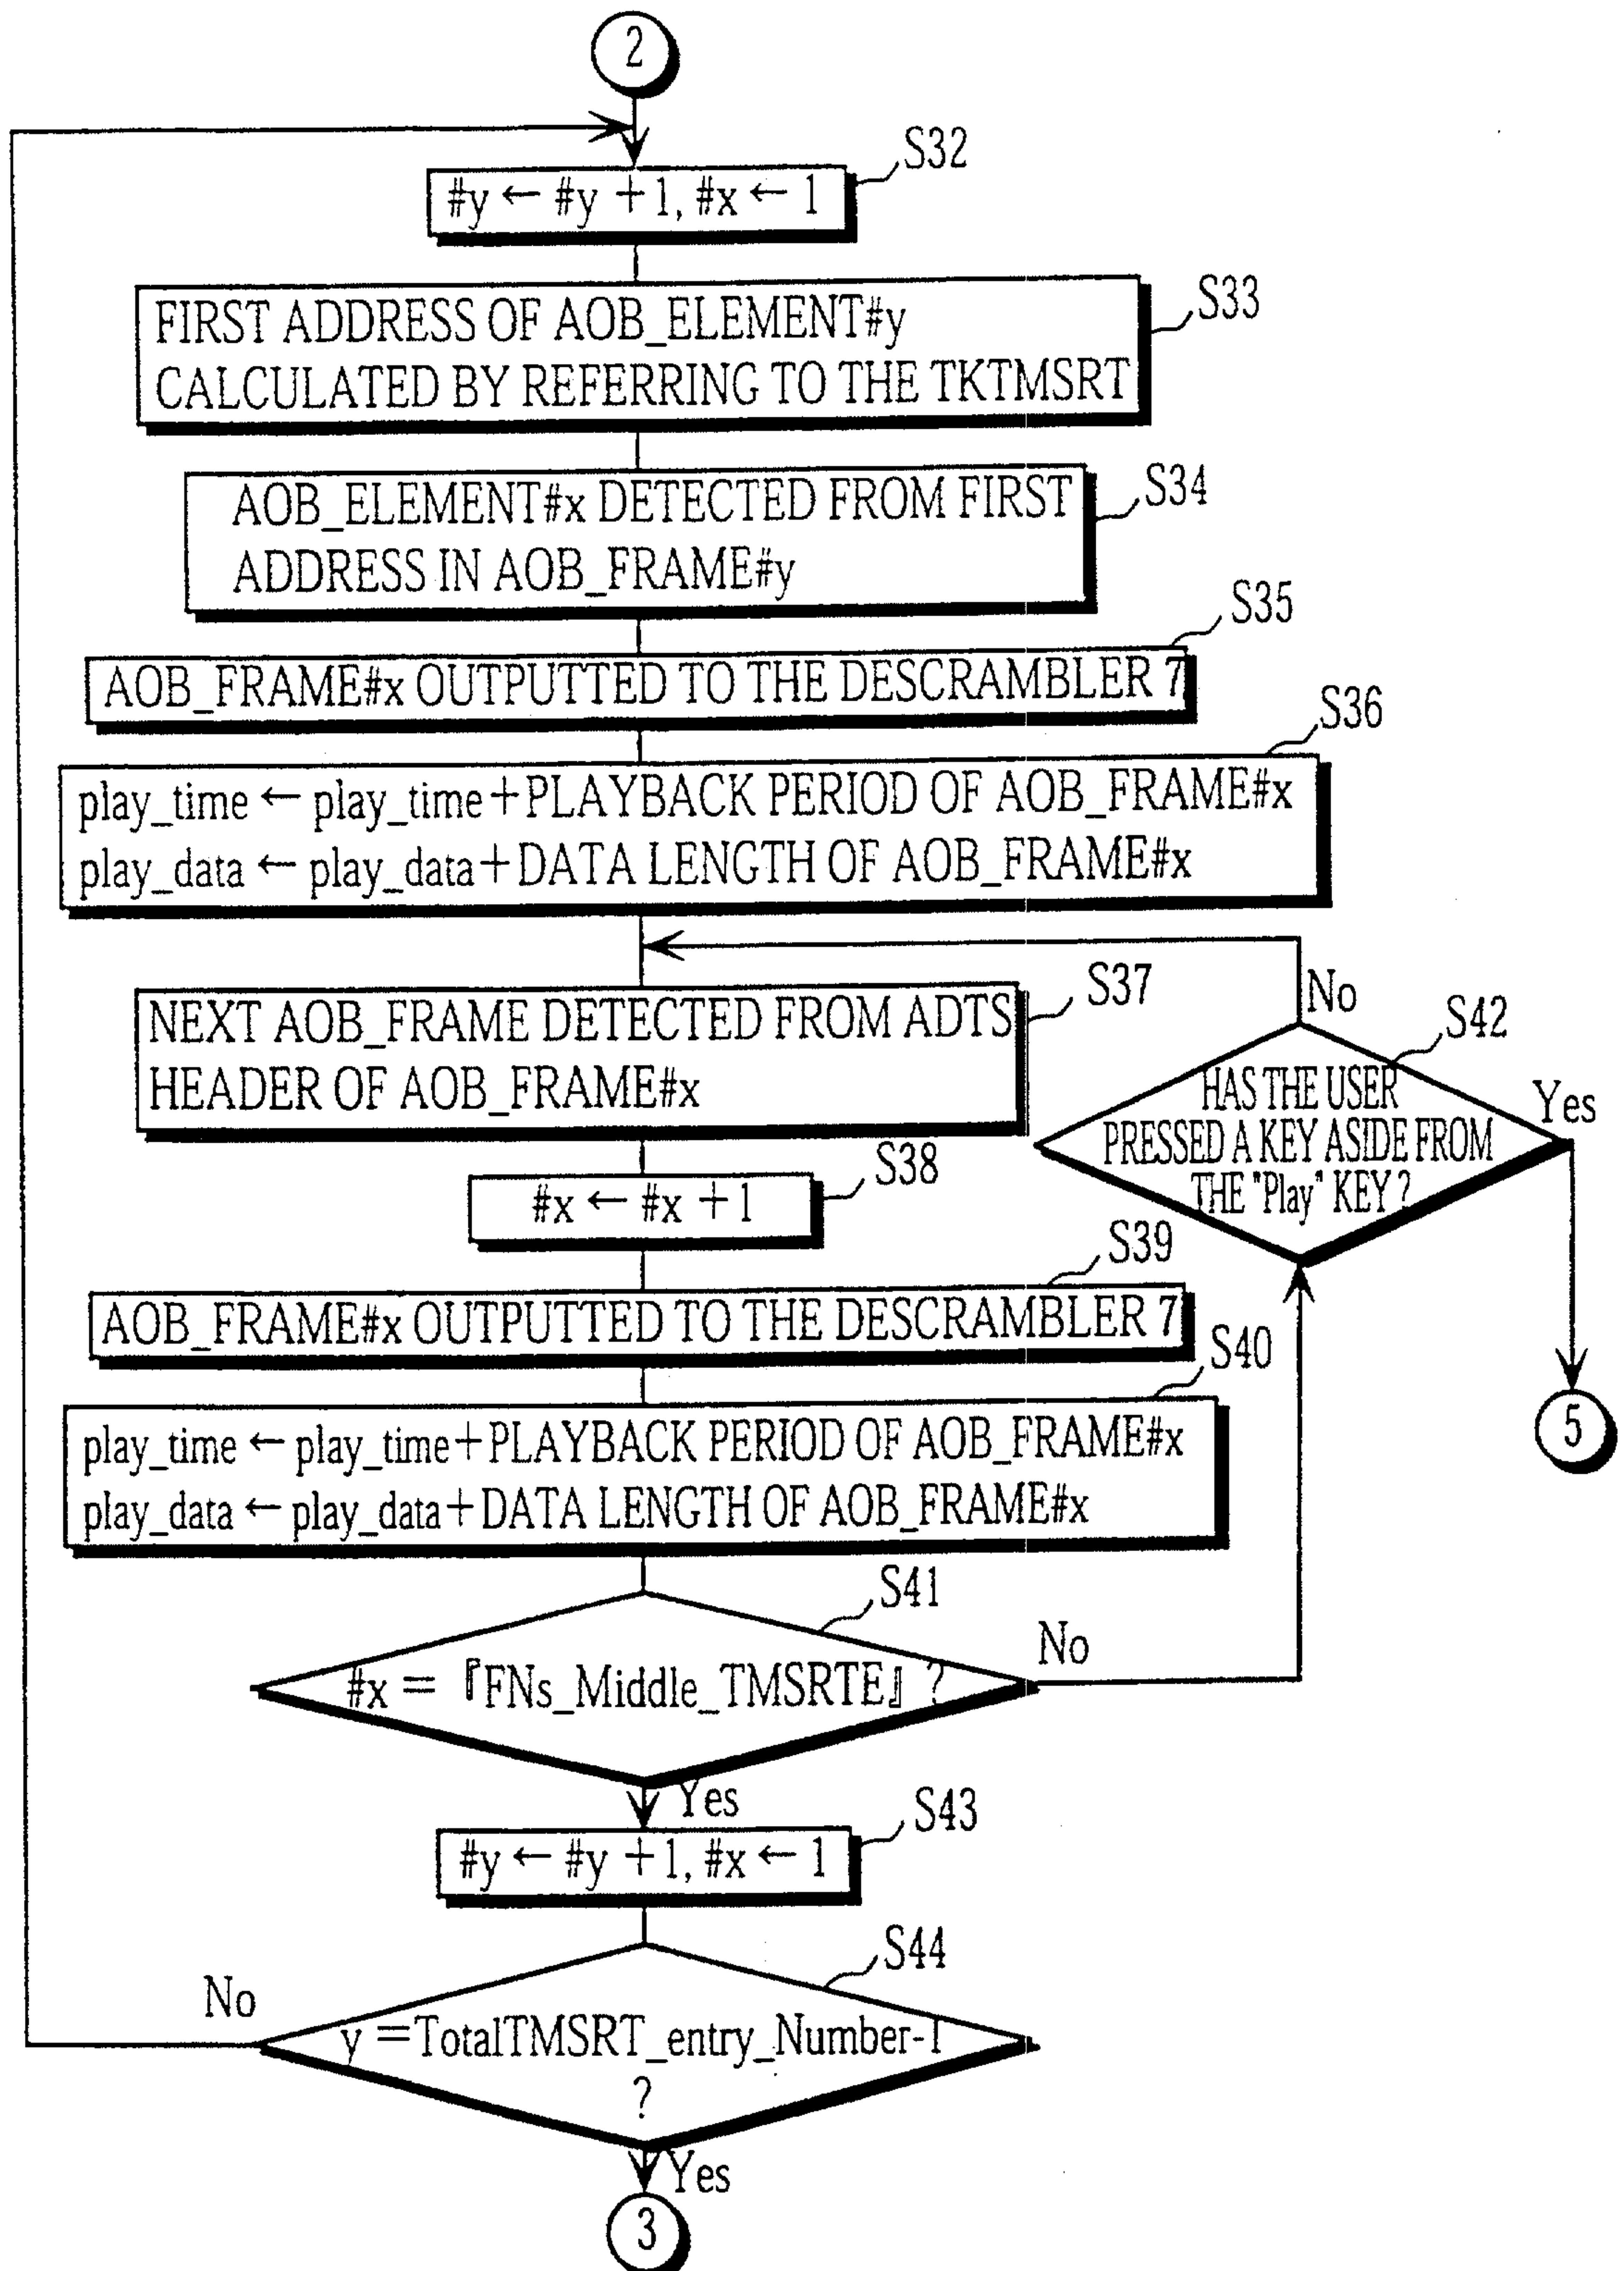 2
S32
#y ← #y + 1, #x ← 1
S33
FIRST ADDRESS OF AOB_ELEMENT#y
CALCULATED BY REFERRING TO THE TKTMSRT
S34
AOB_ELEMENT#x DETECTED FROM FIRST
ADDRESS IN AOB_FRAME#y
S35
AOB_FRAME#x OUTPUTTED TO THE DESCRAMBLER 7
S36
play_time ← play_time+PLAYBACK PERIOD OF AOB_FRAME#x
play_data ← play_data+DATA LENGTH OF AOB_FRAME#x
S37
NEXT AOB_FRAME DETECTED FROM ADTS
HEADER OF AOB_FRAME#x
No
S42
HAS THE USER
PRESSED A KEY ASIDE FROM
THE "Play" KEY ?
Yes
S38
#x ← #x + 1
S39
AOB_FRAME#x OUTPUTTED TO THE DESCRAMBLER 7
S40
play_time ← play_time+PLAYBACK PERIOD OF AOB_FRAME#x
play_data ← play_data+DATA LENGTH OF AOB_FRAME#x
5
S41
#x = 『FNs_Middle_TMSRTE』 ?
No
Yes
S43
#y ← #y + 1, #x ← 1
S44
No
y =TotalTMSRT_entry_Number-1
?
Yes
3